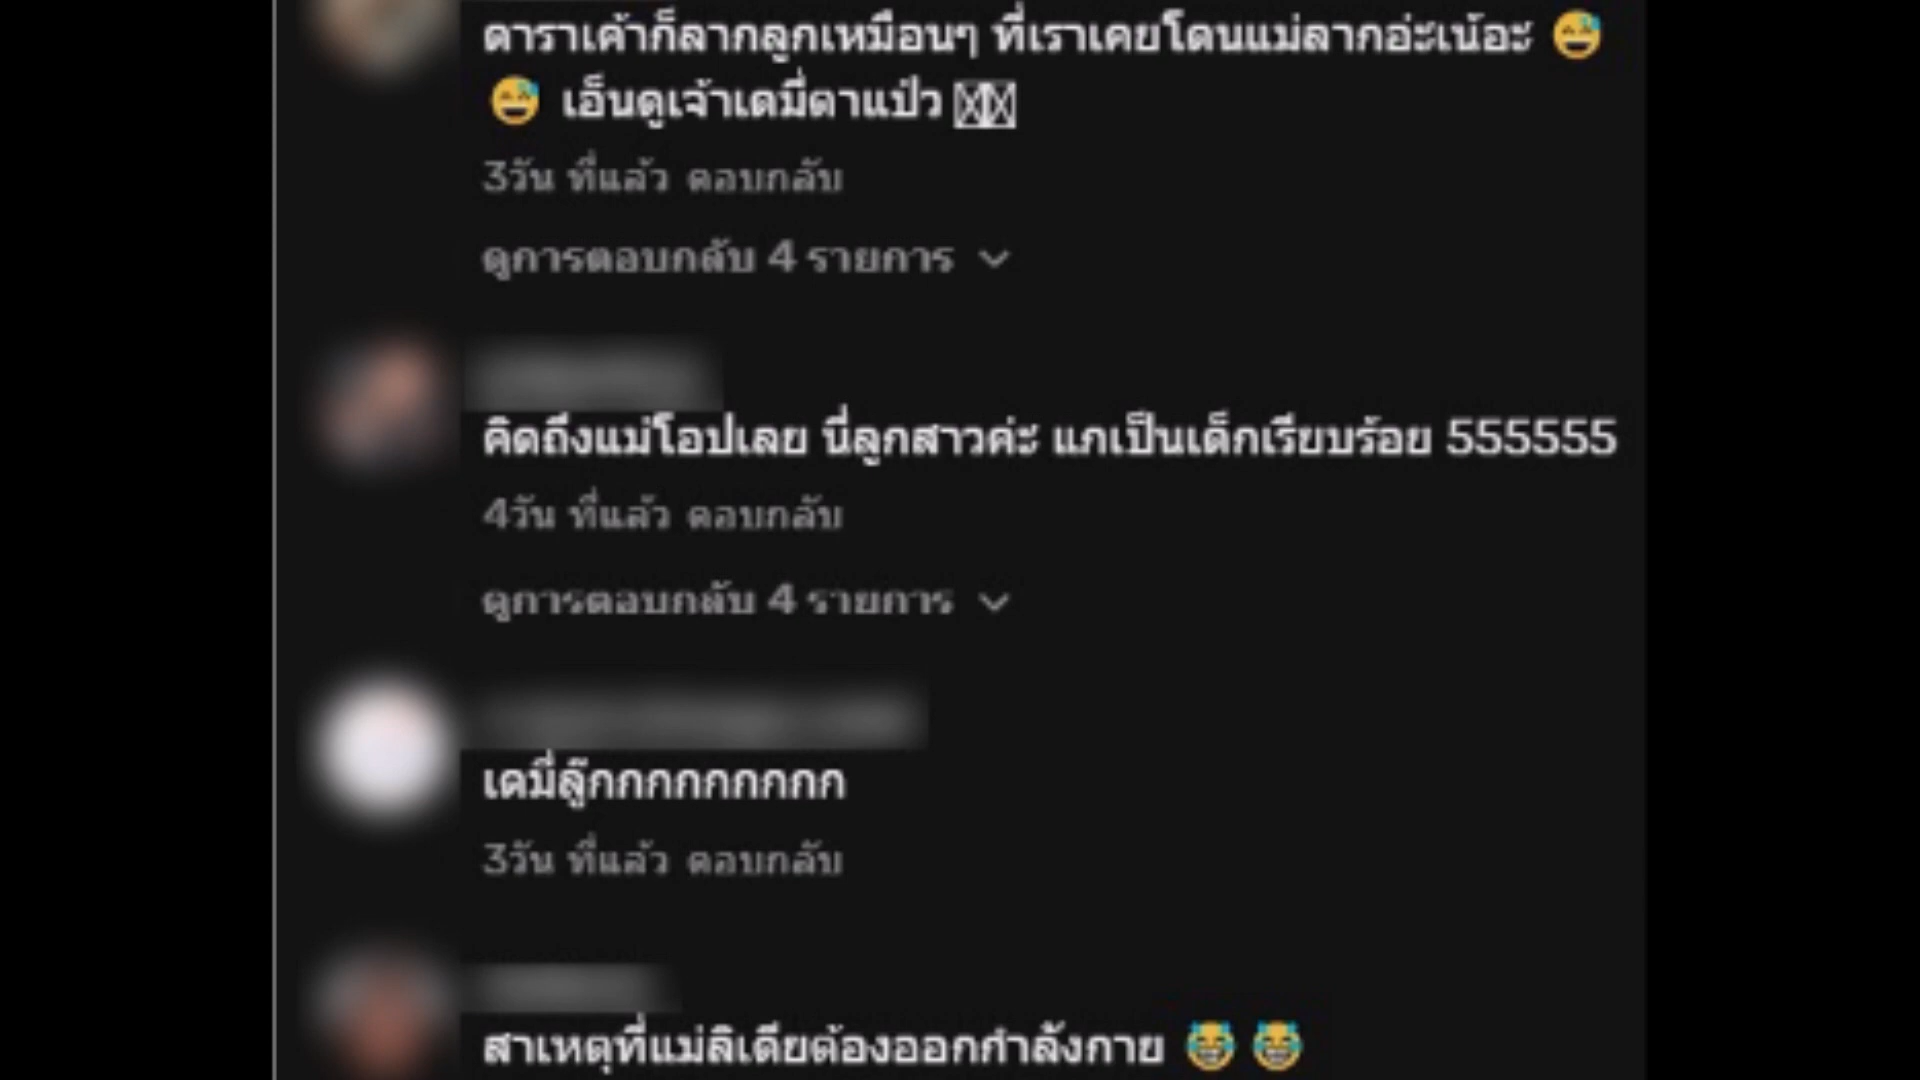 ดาราเค้าก็ลากลูกเหมือนๆ ที่เราเคยโดนแม่ลากอ่ะเน้อะ 😅
😅 เอ็นดูเจ้าเดมี่ตาแป๋ว
3วัน ที่แล้ว ตอบกลับ
ดูการตอบกลับ 4 รายการ
คิดถึงแม่โอปเลย นี่ลูกสาวค่ะ แกเป็นเด็กเรียบร้อย 555555
4วัน ที่แล้ว ตอบกลับ
ดูการตอบกลับ 4 รายการ
เดมี่ลู๊กกกกกกกกกก
3วัน ที่แล้ว ตอบกลับ
สาเหตุที่แม่ลิเดียต้องออกกำลังกาย 😂 😂